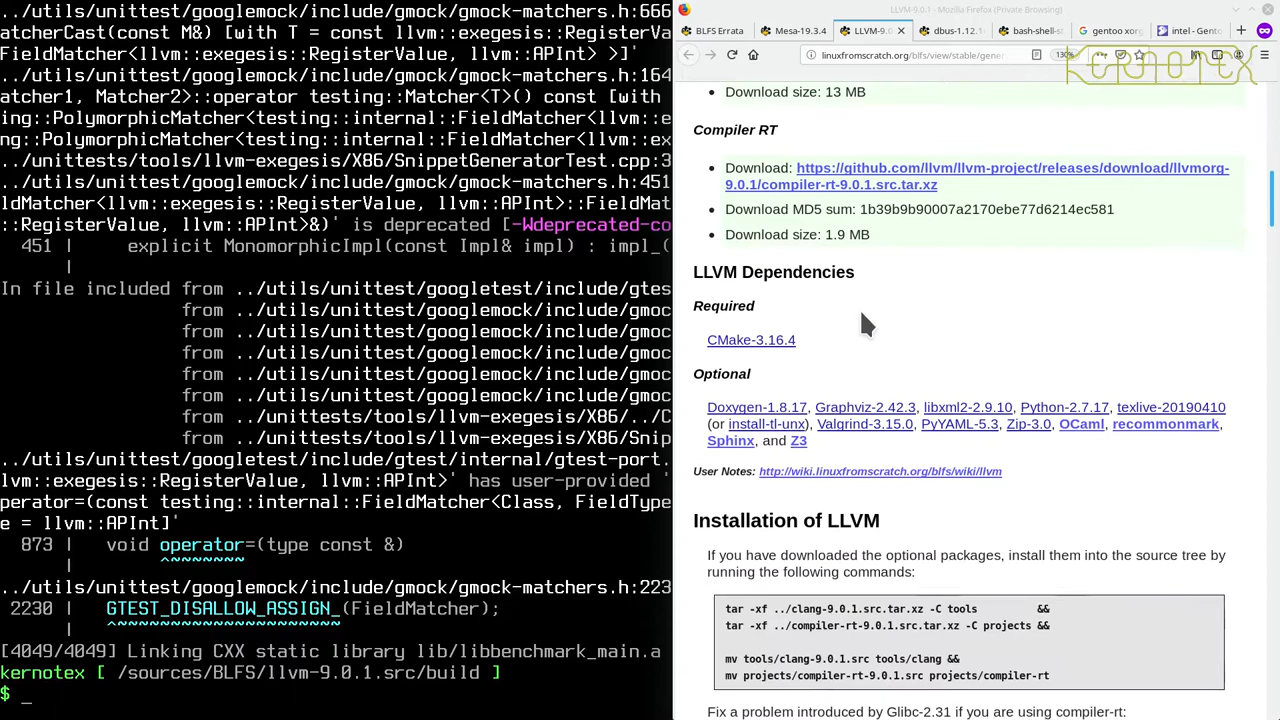 ../utils/unittest/googlemock/include/gmock/gmock-matchers.h:666
atcherCast(const M&) [with T = const llvm::exegesis::RegisterVa
FieldMatcher<llvm::exegesis::RegisterValue, llvm::APInt> >]'
../utils/unittest/googlemock/include/gmock/gmock-matchers.h:164
atcher1, Matcher2>::operator testing::Matcher<T>() const [with
ng::PolymorphicMatcher<testing::internal::FieldMatcher<llvm::ex
ing::PolymorphicMatcher<testing::internal::FieldMatcher<llvm::e
../unittests/tools/llvm-exegesis/X86/SnippetGeneratorTest.cpp:3
../utils/unittest/googlemock/include/gmock/gmock-matchers.h:451
ldMatcher<llvm::exegesis::RegisterValue, llvm::APInt>::FieldMat
::RegisterValue, llvm::APInt>&)' is deprecated [-Wdeprecated-co
451 | explicit MonomorphicImpl(const Impl& impl) : impl_(
|
In file included from ../utils/unittest/googletest/include/gtes
from ../utils/unittest/googlemock/include/gmoc
from ../utils/unittest/googlemock/include/gmoc
from ../utils/unittest/googlemock/include/gmoc
from ../utils/unittest/googlemock/include/gmoc
from ../utils/unittest/googlemock/include/gmoc
from ../unittests/tools/llvm-exegesis/X86/../C
from ../unittests/tools/llvm-exegesis/X86/Snip
../utils/unittest/googletest/include/gtest/internal/gtest-port.
lvm::exegesis::RegisterValue, llvm::APInt>' has user-provided '
perator=(const testing::internal::FieldMatcher<Class, FieldType
e = llvm::APInt]'
873 | void operator=(type const &)
| ^~~~~~~~
../utils/unittest/googlemock/include/gmock/gmock-matchers.h:223
2230 | GTEST_DISALLOW_ASSIGN_(FieldMatcher);
| ^~~~~~~~~~~~~~~~~~~~~~
[4049/4049] Linking CXX static library lib/libbenchmark_main.a
kernotex [ /sources/BLFS/llvm-9.0.1.src/build ]
$ _
LLVM-9.0.1 - Mozilla Firefox (Private Browsing)
BLFS Errata Mesa-19.3.4 LLVM-9.0 dbus-1.12.1 bash-shell-s gentoo xorg intel - Gento
linuxfromscratch.org/blfs/view/stable/gene 130%
KERNOTEX
• Download size: 13 MB
Compiler RT
• Download: https://github.com/llvm/llvm-project/releases/download/llvmorg-
9.0.1/compiler-rt-9.0.1.src.tar.xz
• Download MD5 sum: 1b39b9b90007a2170ebe77d6214ec581
• Download size: 1.9 MB
LLVM Dependencies
Required
CMake-3.16.4
Optional
Doxygen-1.8.17, Graphviz-2.42.3, libxml2-2.9.10, Python-2.7.17, texlive-20190410
(or install-tl-unx), Valgrind-3.15.0, PyYAML-5.3, Zip-3.0, OCaml, recommonmark,
Sphinx, and Z3
User Notes: http://wiki.linuxfromscratch.org/blfs/wiki/llvm
Installation of LLVM
If you have downloaded the optional packages, install them into the source tree by
running the following commands:
tar -xf ../clang-9.0.1.src.tar.xz -C tools &&
tar -xf ../compiler-rt-9.0.1.src.tar.xz -C projects &&
mv tools/clang-9.0.1.src tools/clang &&
mv projects/compiler-rt-9.0.1.src projects/compiler-rt
Fix a problem introduced by Glibc-2.31 if you are using compiler-rt: